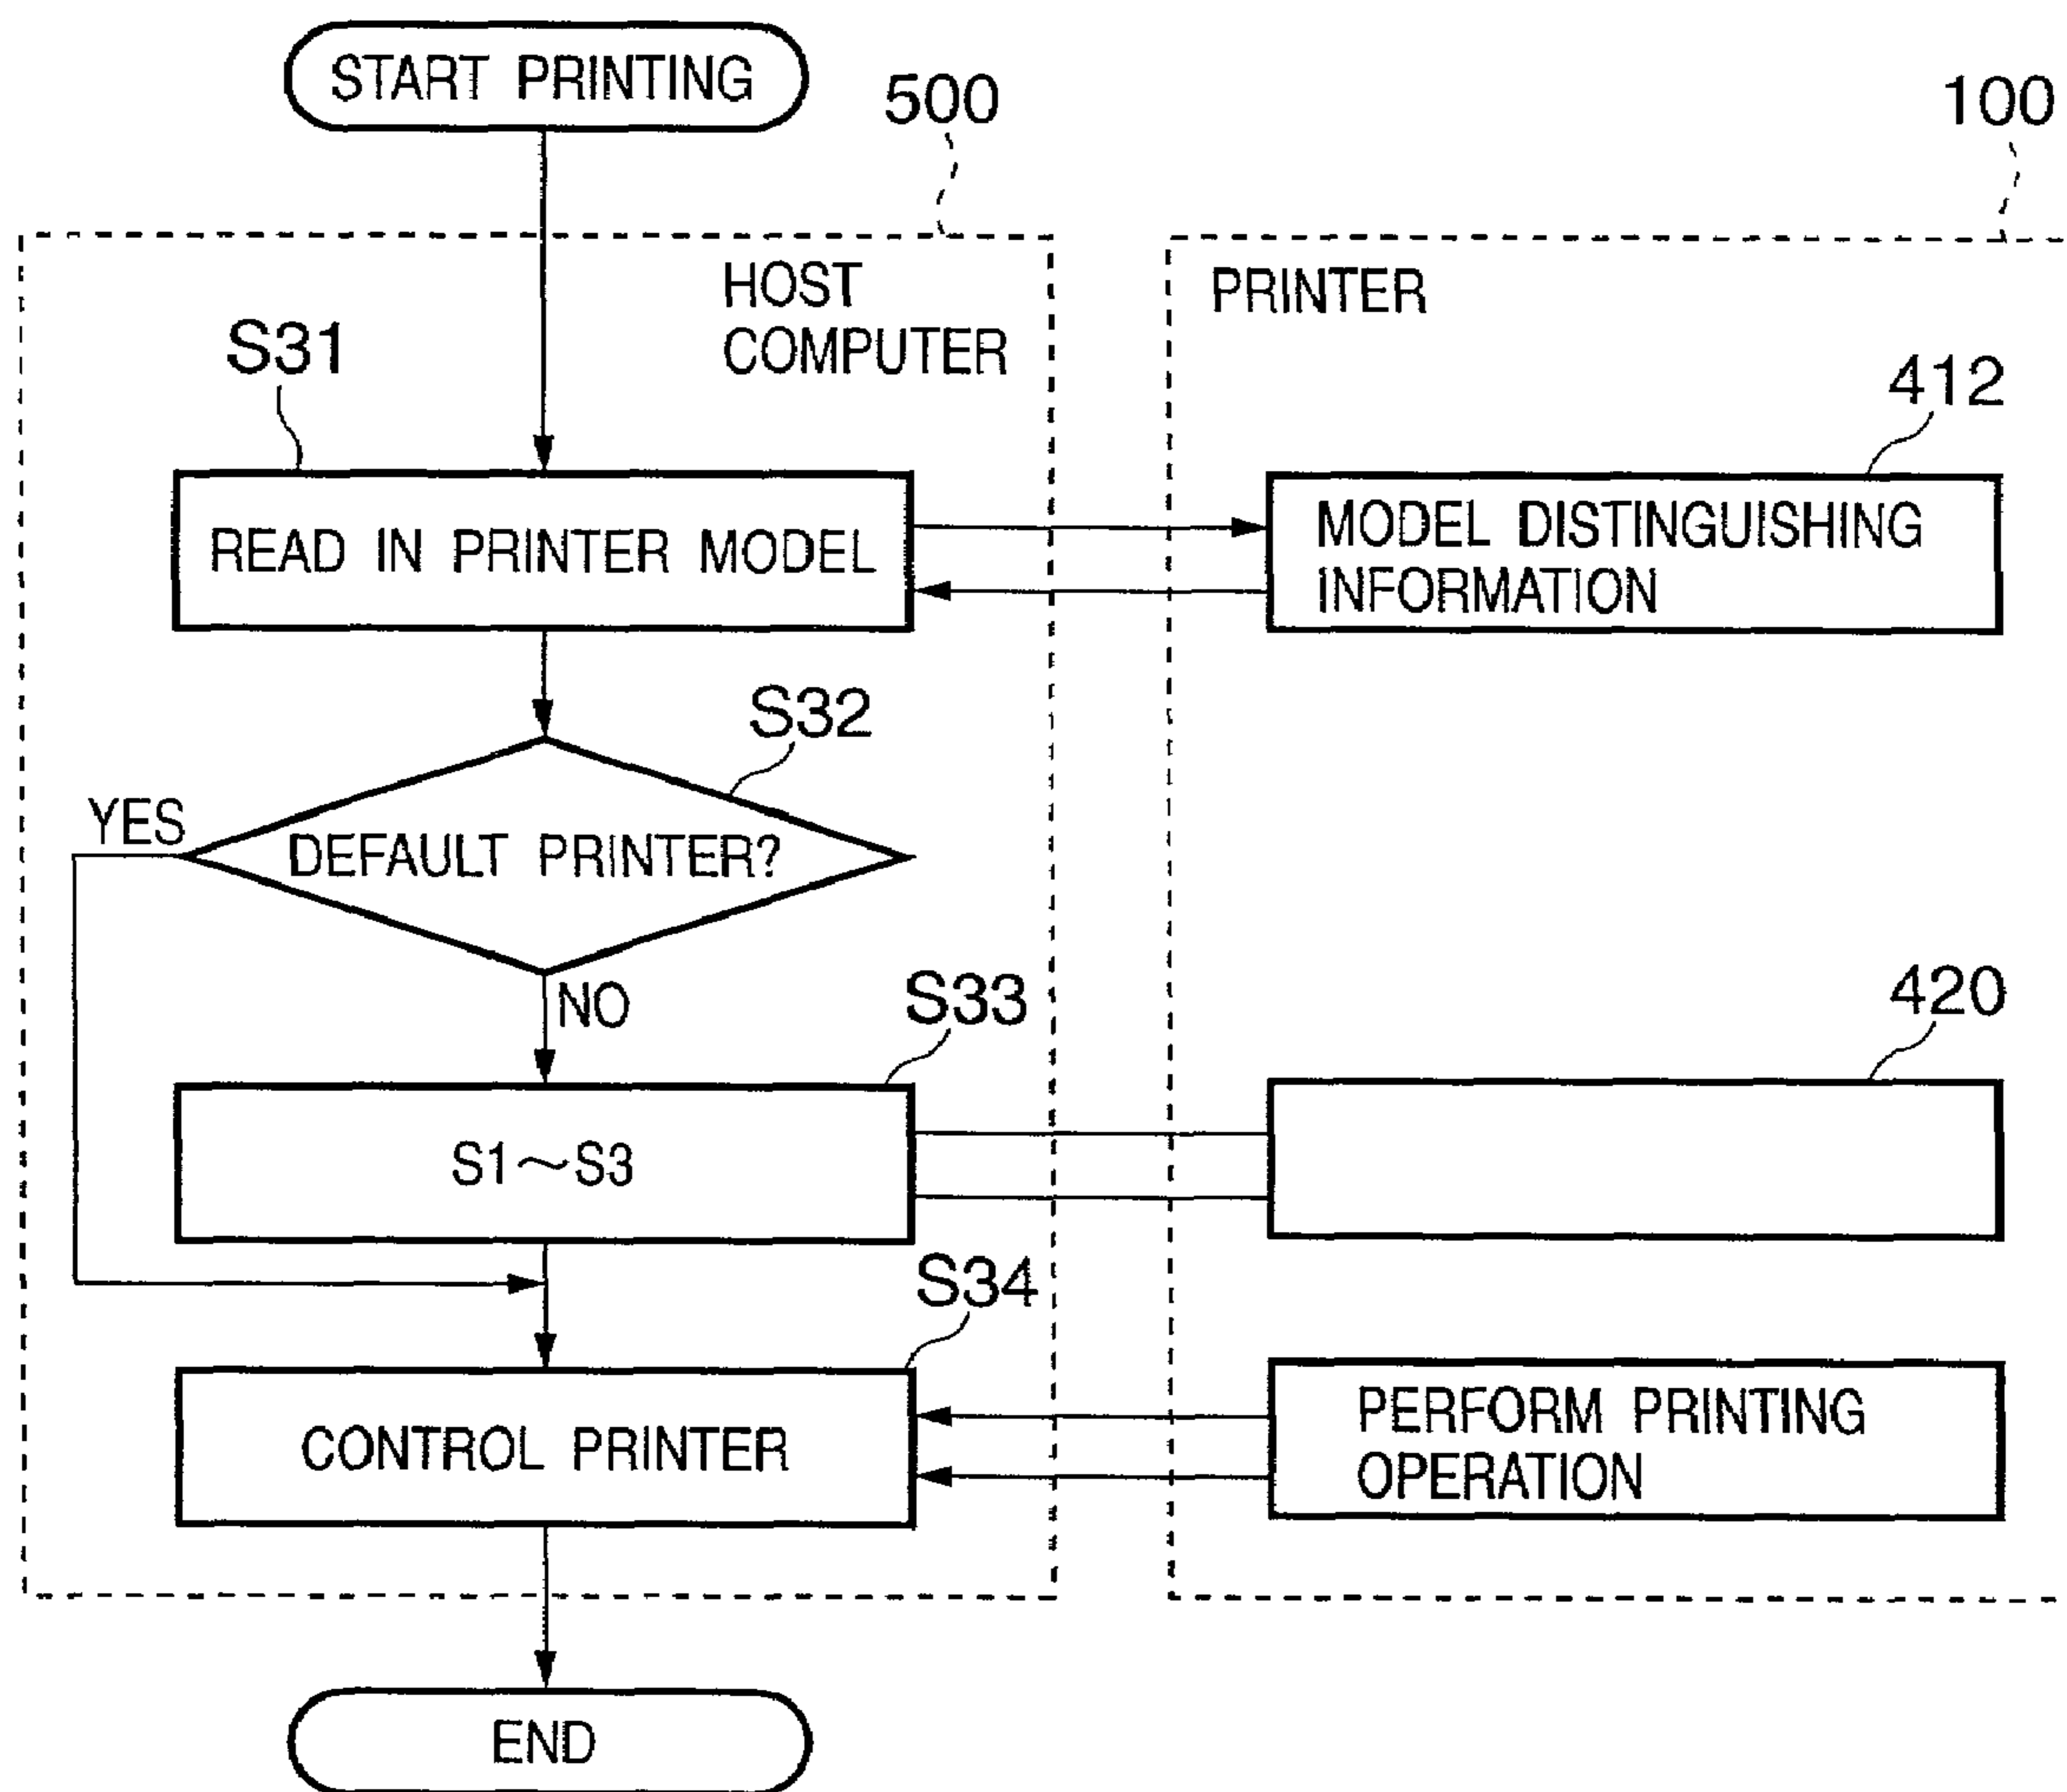 START PRINTING
500
100
HOST
COMPUTER
PRINTER
S31
412
READ IN PRINTER MODEL
MODEL DISTINGUISHING
INFORMATION
S32
YES
DEFAULT PRINTER?
NO
S33
420
S1~S3
S34
CONTROL PRINTER
PERFORM PRINTING
OPERATION
END